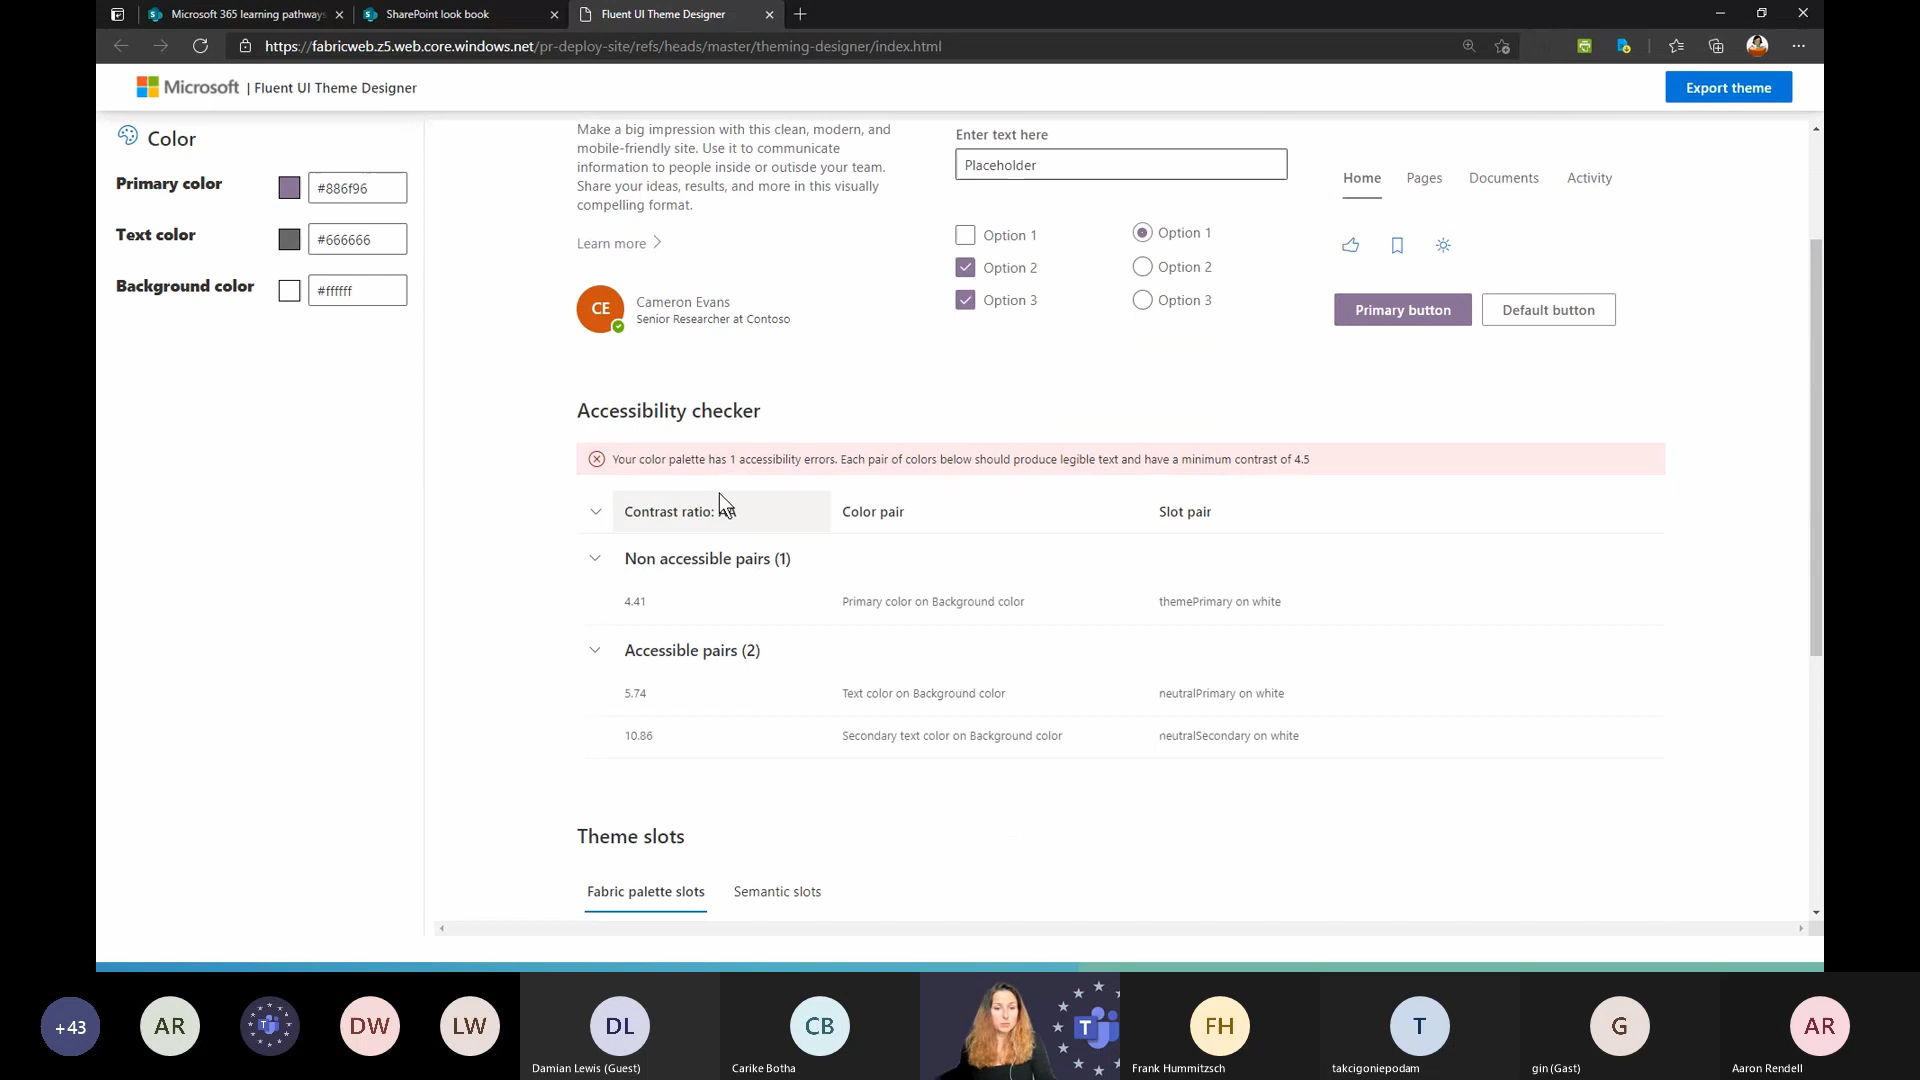 Microsoft 365 learning pathways
SharePoint look book
Fluent UI Theme Designer
https://fabricweb.z5.web.core.windows.net/pr-deploy-site/refs/heads/master/theming-designer/index.html
Microsoft | Fluent UI Theme Designer
Export theme
Color
Primary color
#886f96
Text color
#666666
Background color
#ffffff
Make a big impression with this clean, modern, and
mobile-friendly site. Use it to communicate
information to people inside or outisde your team.
Share your ideas, results, and more in this visually
compelling format.
Learn more
CE
Cameron Evans
Senior Researcher at Contoso
Enter text here
Placeholder
Option 1
Option 2
Option 3
Option 1
Option 2
Option 3
Home
Pages
Documents
Activity
Primary button
Default button
Accessibility checker
Your color palette has 1 accessibility errors. Each pair of colors below should produce legible text and have a minimum contrast of 4.5
Contrast ratio: AA
Color pair
Slot pair
Non accessible pairs (1)
4.41
Primary color on Background color
themePrimary on white
Accessible pairs (2)
5.74
Text color on Background color
neutralPrimary on white
10.86
Secondary text color on Background color
neutralSecondary on white
Theme slots
Fabric palette slots
Semantic slots
+43
AR
T
DW
LW
DL
Damian Lewis (Guest)
CB
Carike Botha
T
FH
Frank Hummitzsch
T
takcigoniepodam
G
gin (Gast)
AR
Aaron Rendell